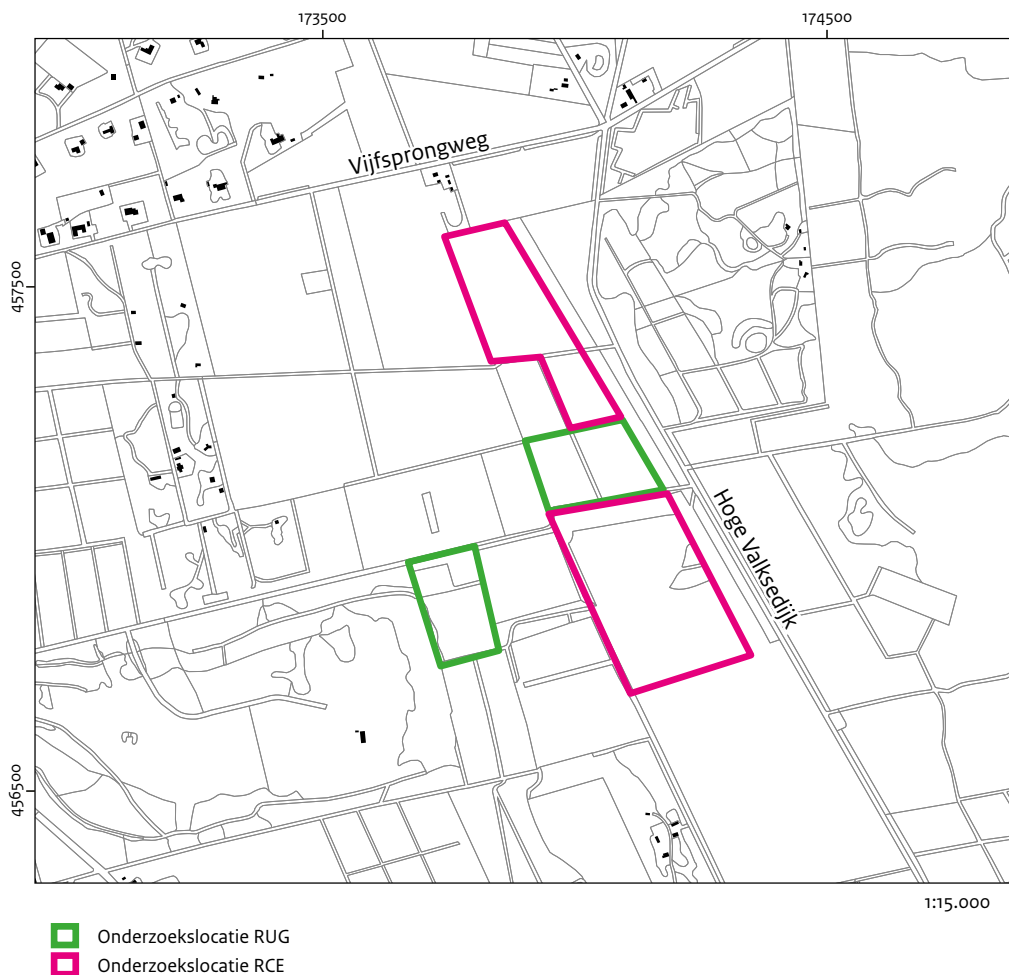 173500
174500
Vijfsprongweg
457500
Hoge Valksedijk
456500
1:15.000
Onderzoekslocatie RUG
Onderzoekslocatie RCE